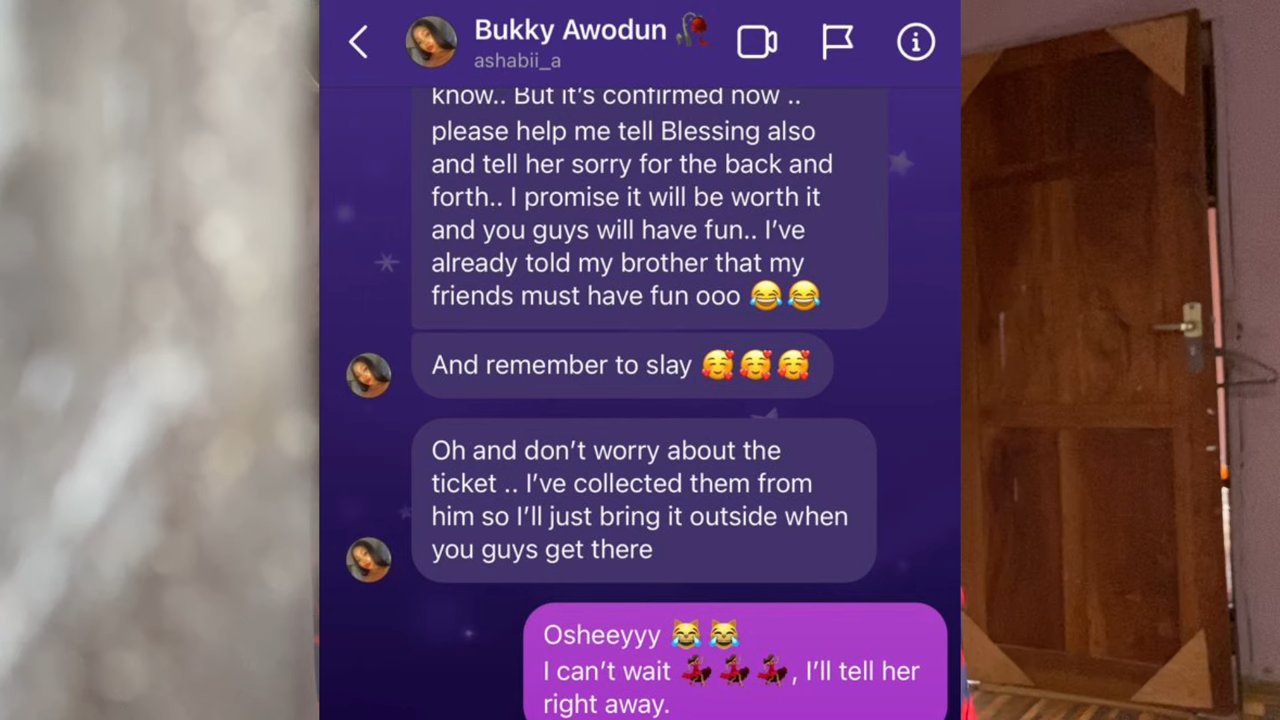 Bukky Awodun 🥀
ashabii_a
know.. But it's confirmed now ..
please help me tell Blessing also
and tell her sorry for the back and
forth.. I promise it will be worth it
and you guys will have fun.. I've
already told my brother that my
friends must have fun ooo 😂😂
And remember to slay 🥰🥰🥰
Oh and don't worry about the
ticket .. I've collected them from
him so I'll just bring it outside when
you guys get there
Osheeyyy 😹😹
I can't wait 💃💃💃, I'll tell her
right away.